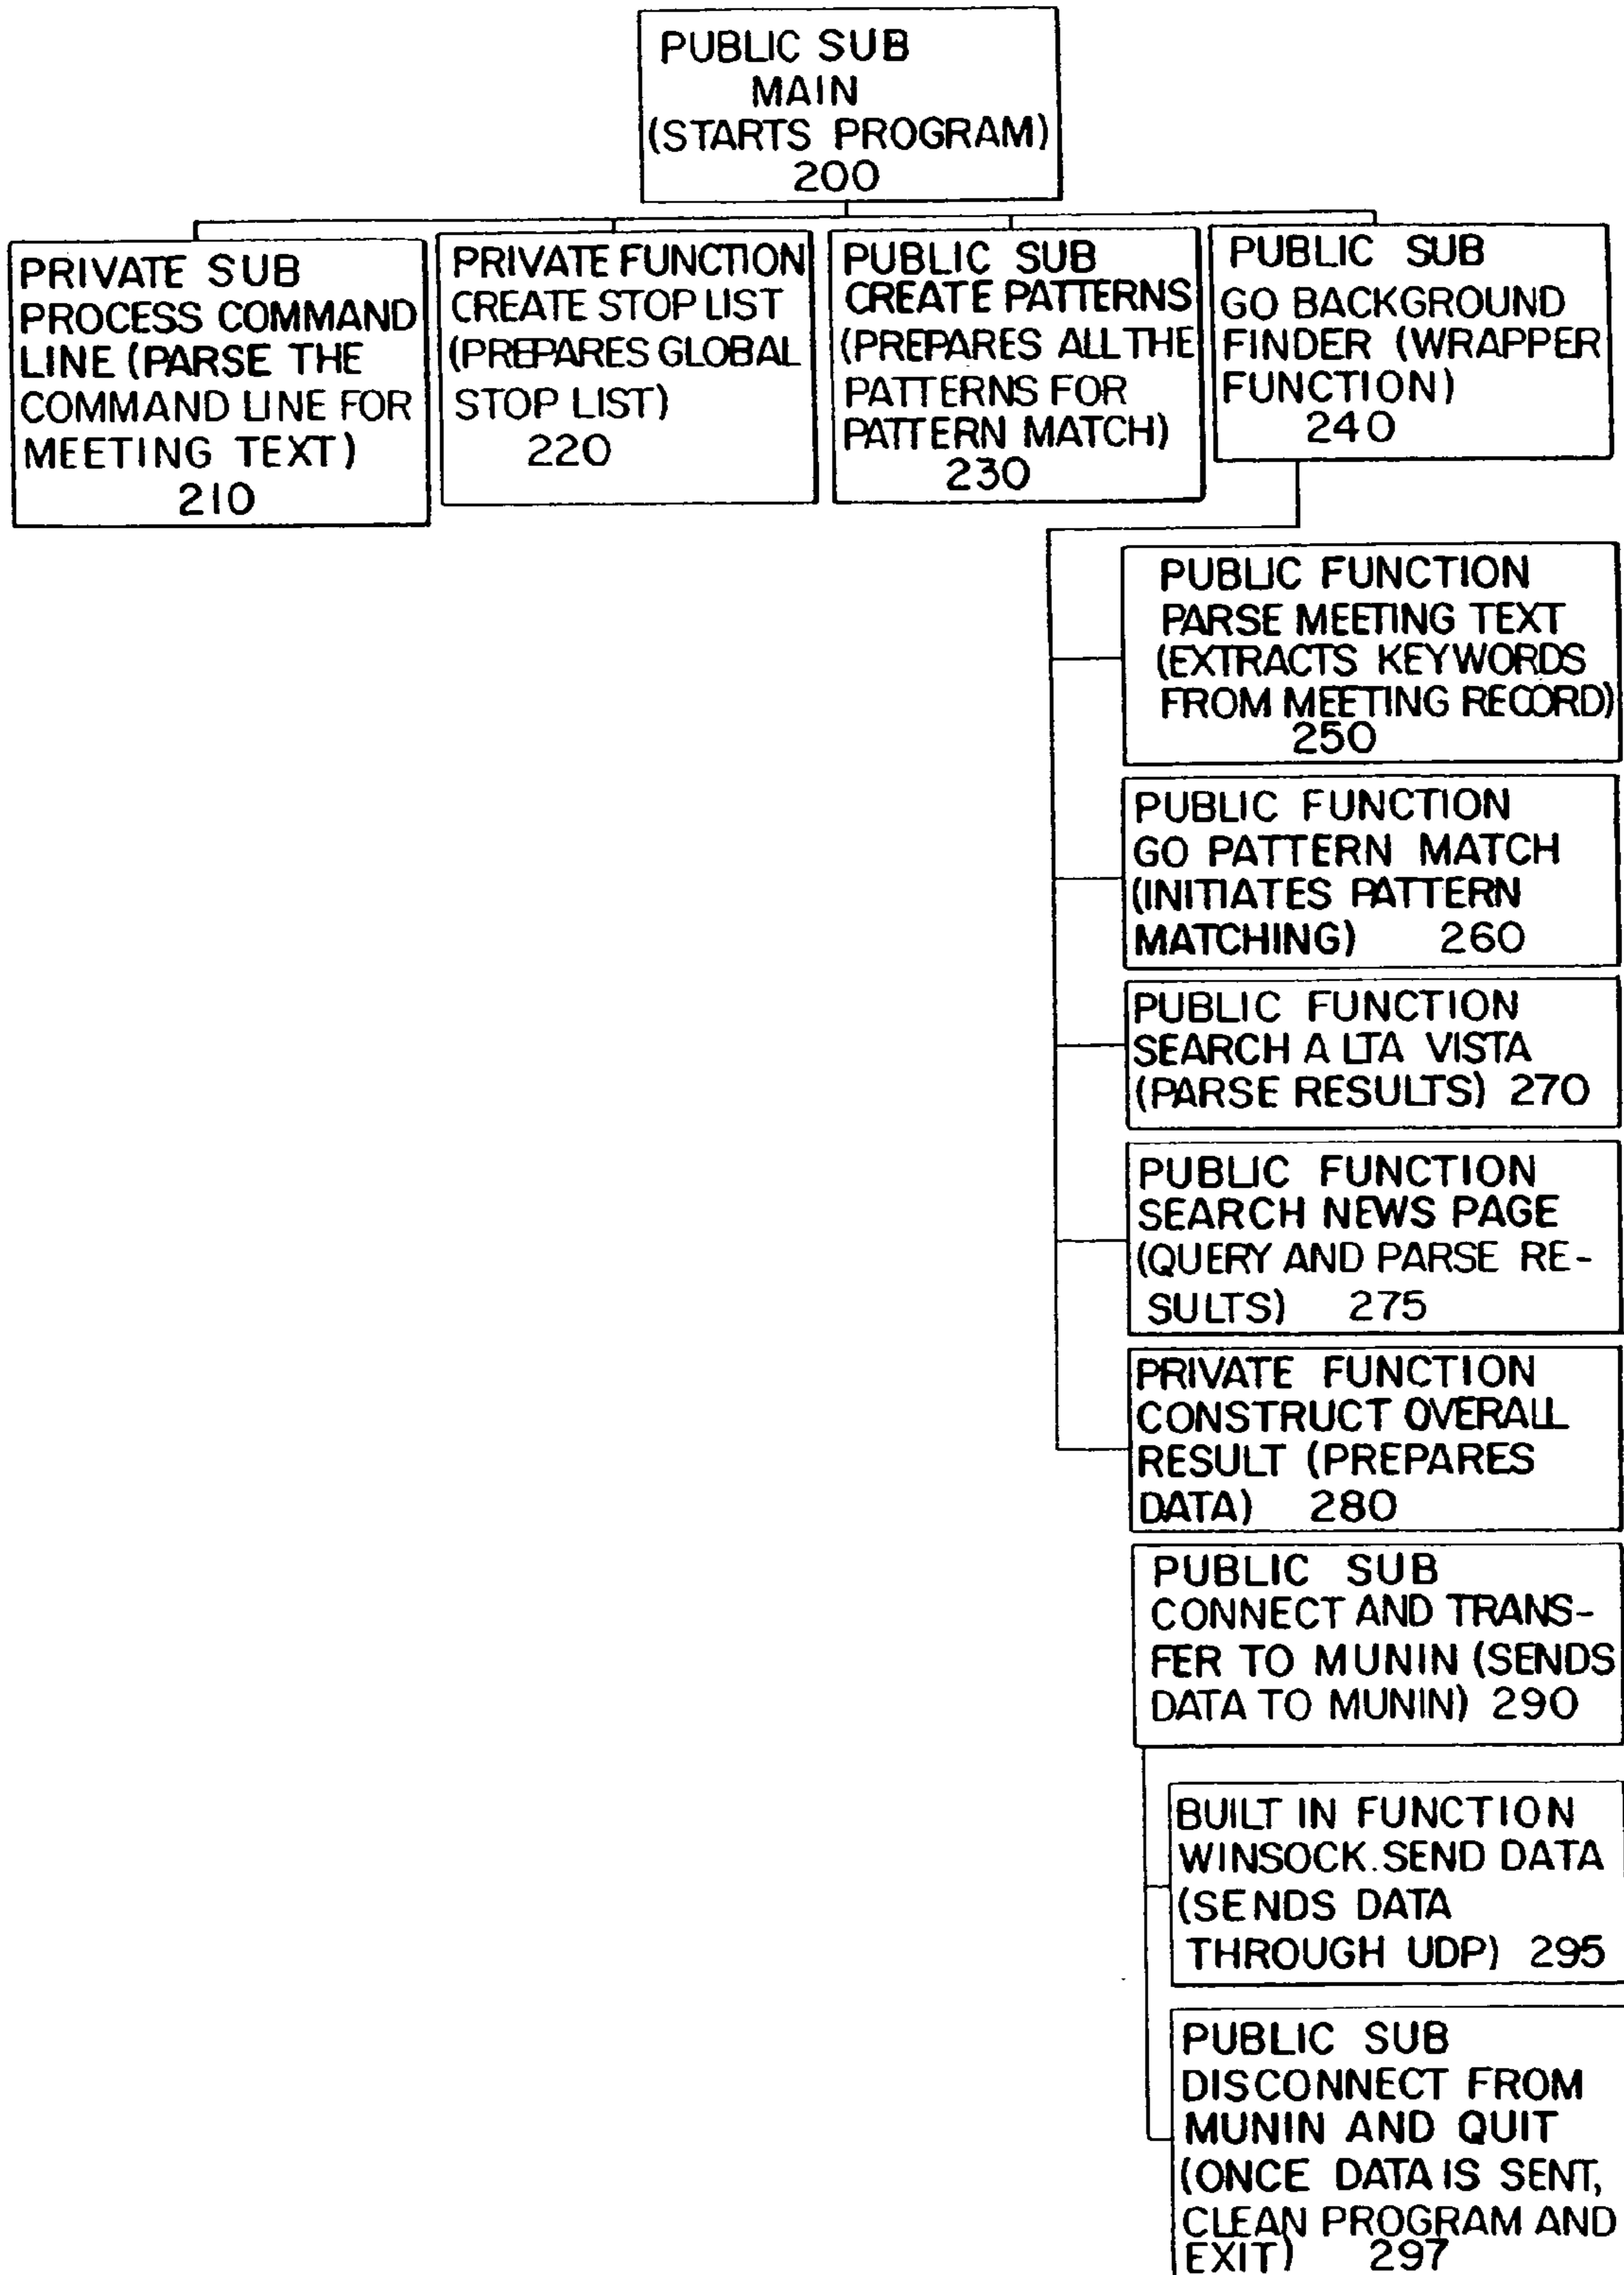 PUBLIC SUB
MAIN
(STARTS PROGRAM)
200
PRIVATE SUB
PROCESS COMMAND
LINE (PARSE THE
COMMAND LINE FOR
MEETING TEXT)
210
PRIVATE FUNCTION
CREATE STOP LIST
(PREPARES GLOBAL
STOP LIST)
220
PUBLIC SUB
CREATE PATTERNS
(PREPARES ALL THE
PATTERNS FOR
PATTERN MATCH)
230
PUBLIC SUB
GO BACKGROUND
FINDER (WRAPPER
FUNCTION)
240
PUBLIC FUNCTION
PARSE MEETING TEXT
(EXTRACTS KEYWORDS
FROM MEETING RECORD)
250
PUBLIC FUNCTION
GO PATTERN MATCH
(INITIATES PATTERN
MATCHING) 260
PUBLIC FUNCTION
SEARCH ALTA VISTA
(PARSE RESULTS) 270
PUBLIC FUNCTION
SEARCH NEWS PAGE
(QUERY AND PARSE RE-
SULTS) 275
PRIVATE FUNCTION
CONSTRUCT OVERALL
RESULT (PREPARES
DATA) 280
PUBLIC SUB
CONNECT AND TRANS-
FER TO MUNIN (SENDS
DATA TO MUNIN) 290
BUILT IN FUNCTION
WINSOCK.SEND DATA
(SENDS DATA
THROUGH UDP) 295
PUBLIC SUB
DISCONNECT FROM
MUNIN AND QUIT
(ONCE DATA IS SENT,
CLEAN PROGRAM AND
EXIT) 297